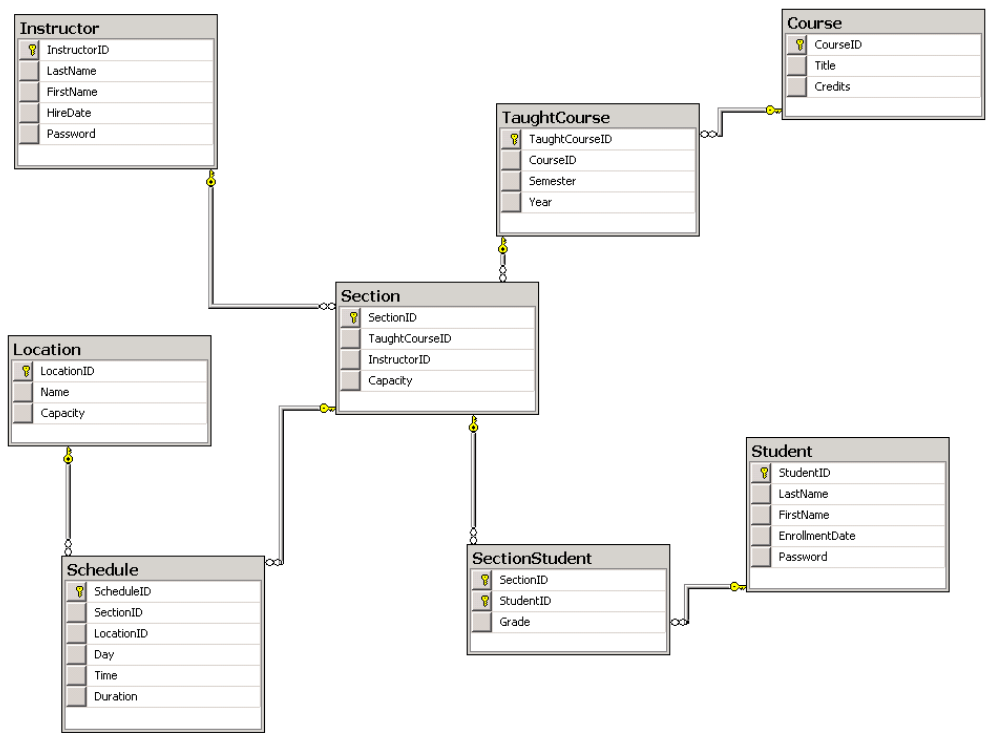 Instructor
InstructorID
LastName
FirstName
HireDate
Password
Course
CourseID
Title
Credits
TaughtCourse
TaughtCourseID
CourseID
Semester
Year
Section
SectionID
TaughtCourseID
InstructorID
Capacity
Location
LocationID
Name
Capacity
Student
StudentID
LastName
FirstName
EnrollmentDate
Password
Schedule
ScheduleID
SectionID
LocationID
Day
Time
Duration
SectionStudent
SectionID
StudentID
Grade